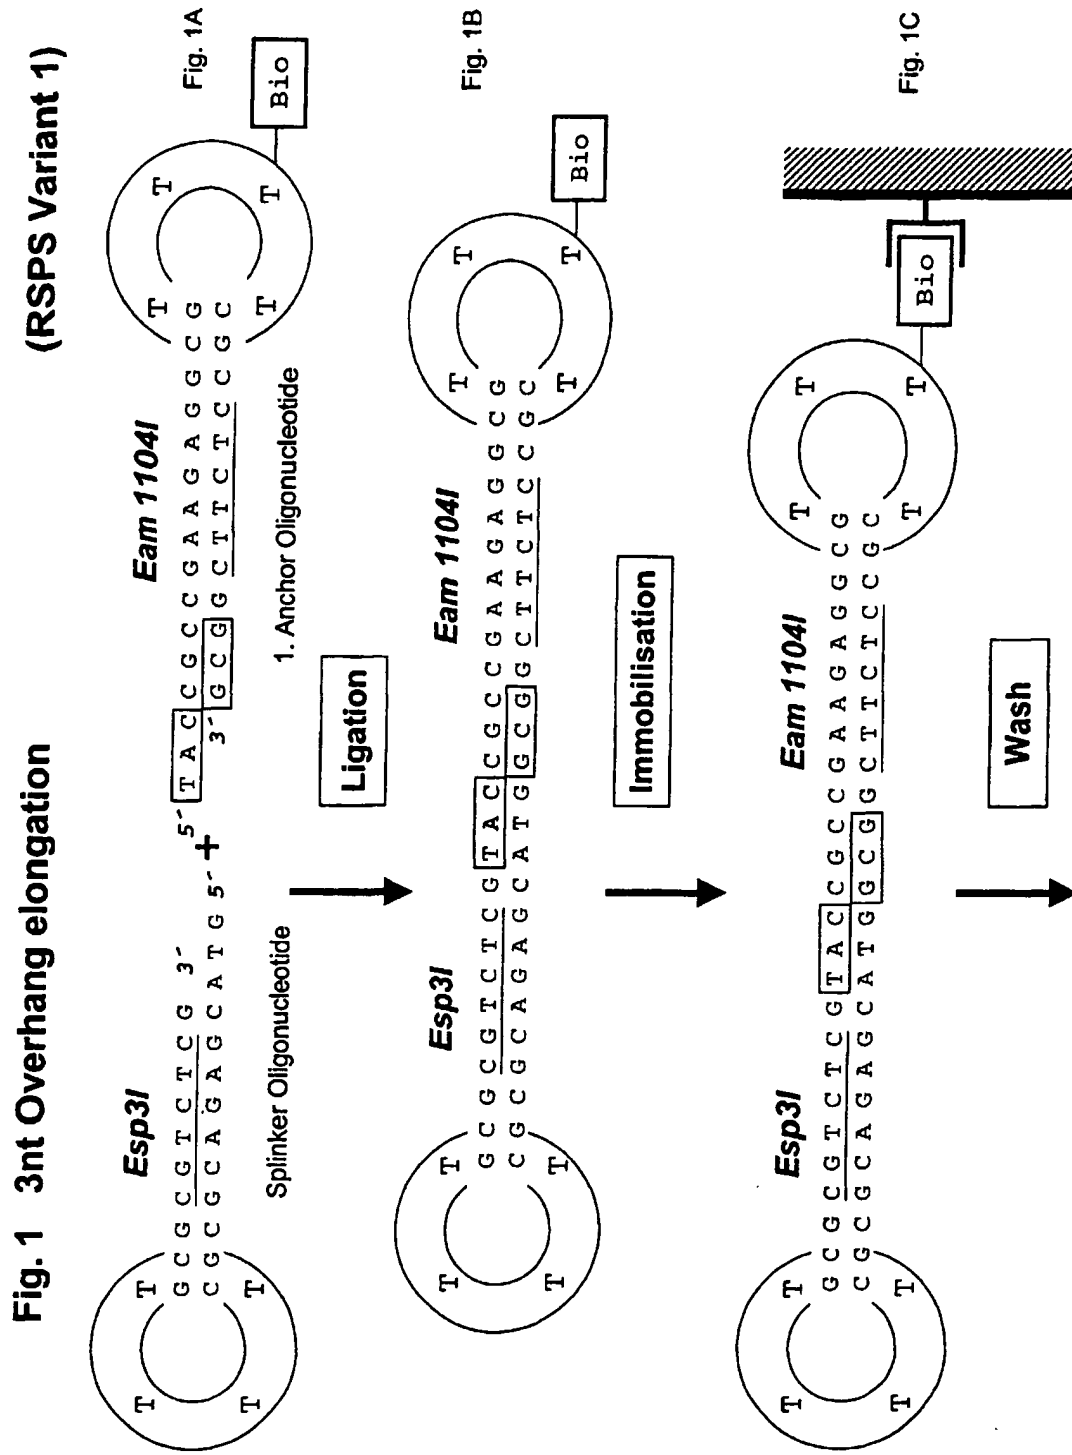 Fig. 1 3nt Overhang elongation (RSPS Variant 1)
Fig. 1A
Esp3I
Eam 1104I
T T
T T
G C G C G T C T C G 3´
C G C G C A G A G C A T G 5´
Splinker Oligonucleotide
+
5´ T A C C G C C G A A G A G G C G
3´ G C G G C T T C T C C G C
T T
T T
Bio
1. Anchor Oligonucleotide
Ligation
Fig. 1B
Esp3I
Eam 1104I
T T
T T
G C G C G T C T C G T A C C G C C G A A G A G G C G
C G C G C A G A G C A T G G C G G C T T C T C C G C
T T
T T
Bio
Immobilisation
Fig. 1C
Esp3I
Eam 1104I
T T
T T
G C G C G T C T C G T A C C G C C G A A G A G G C G
C G C G C A G A G C A T G G C G G C T T C T C C G C
T T
T T
Bio
Wash